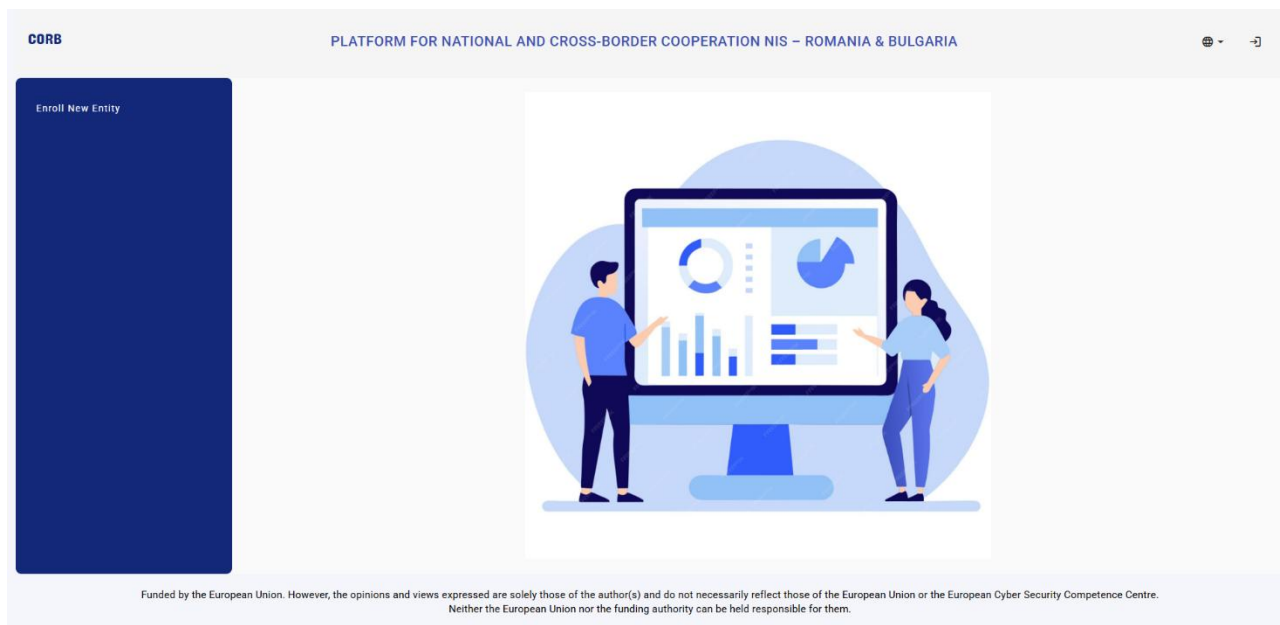 CORB
PLATFORM FOR NATIONAL AND CROSS-BORDER COOPERATION NIS – ROMANIA & BULGARIA
Enroll New Entity
Funded by the European Union. However, the opinions and views expressed are solely those of the author(s) and do not necessarily reflect those of the European Union or the European Cyber Security Competence Centre.
Neither the European Union nor the funding authority can be held responsible for them.